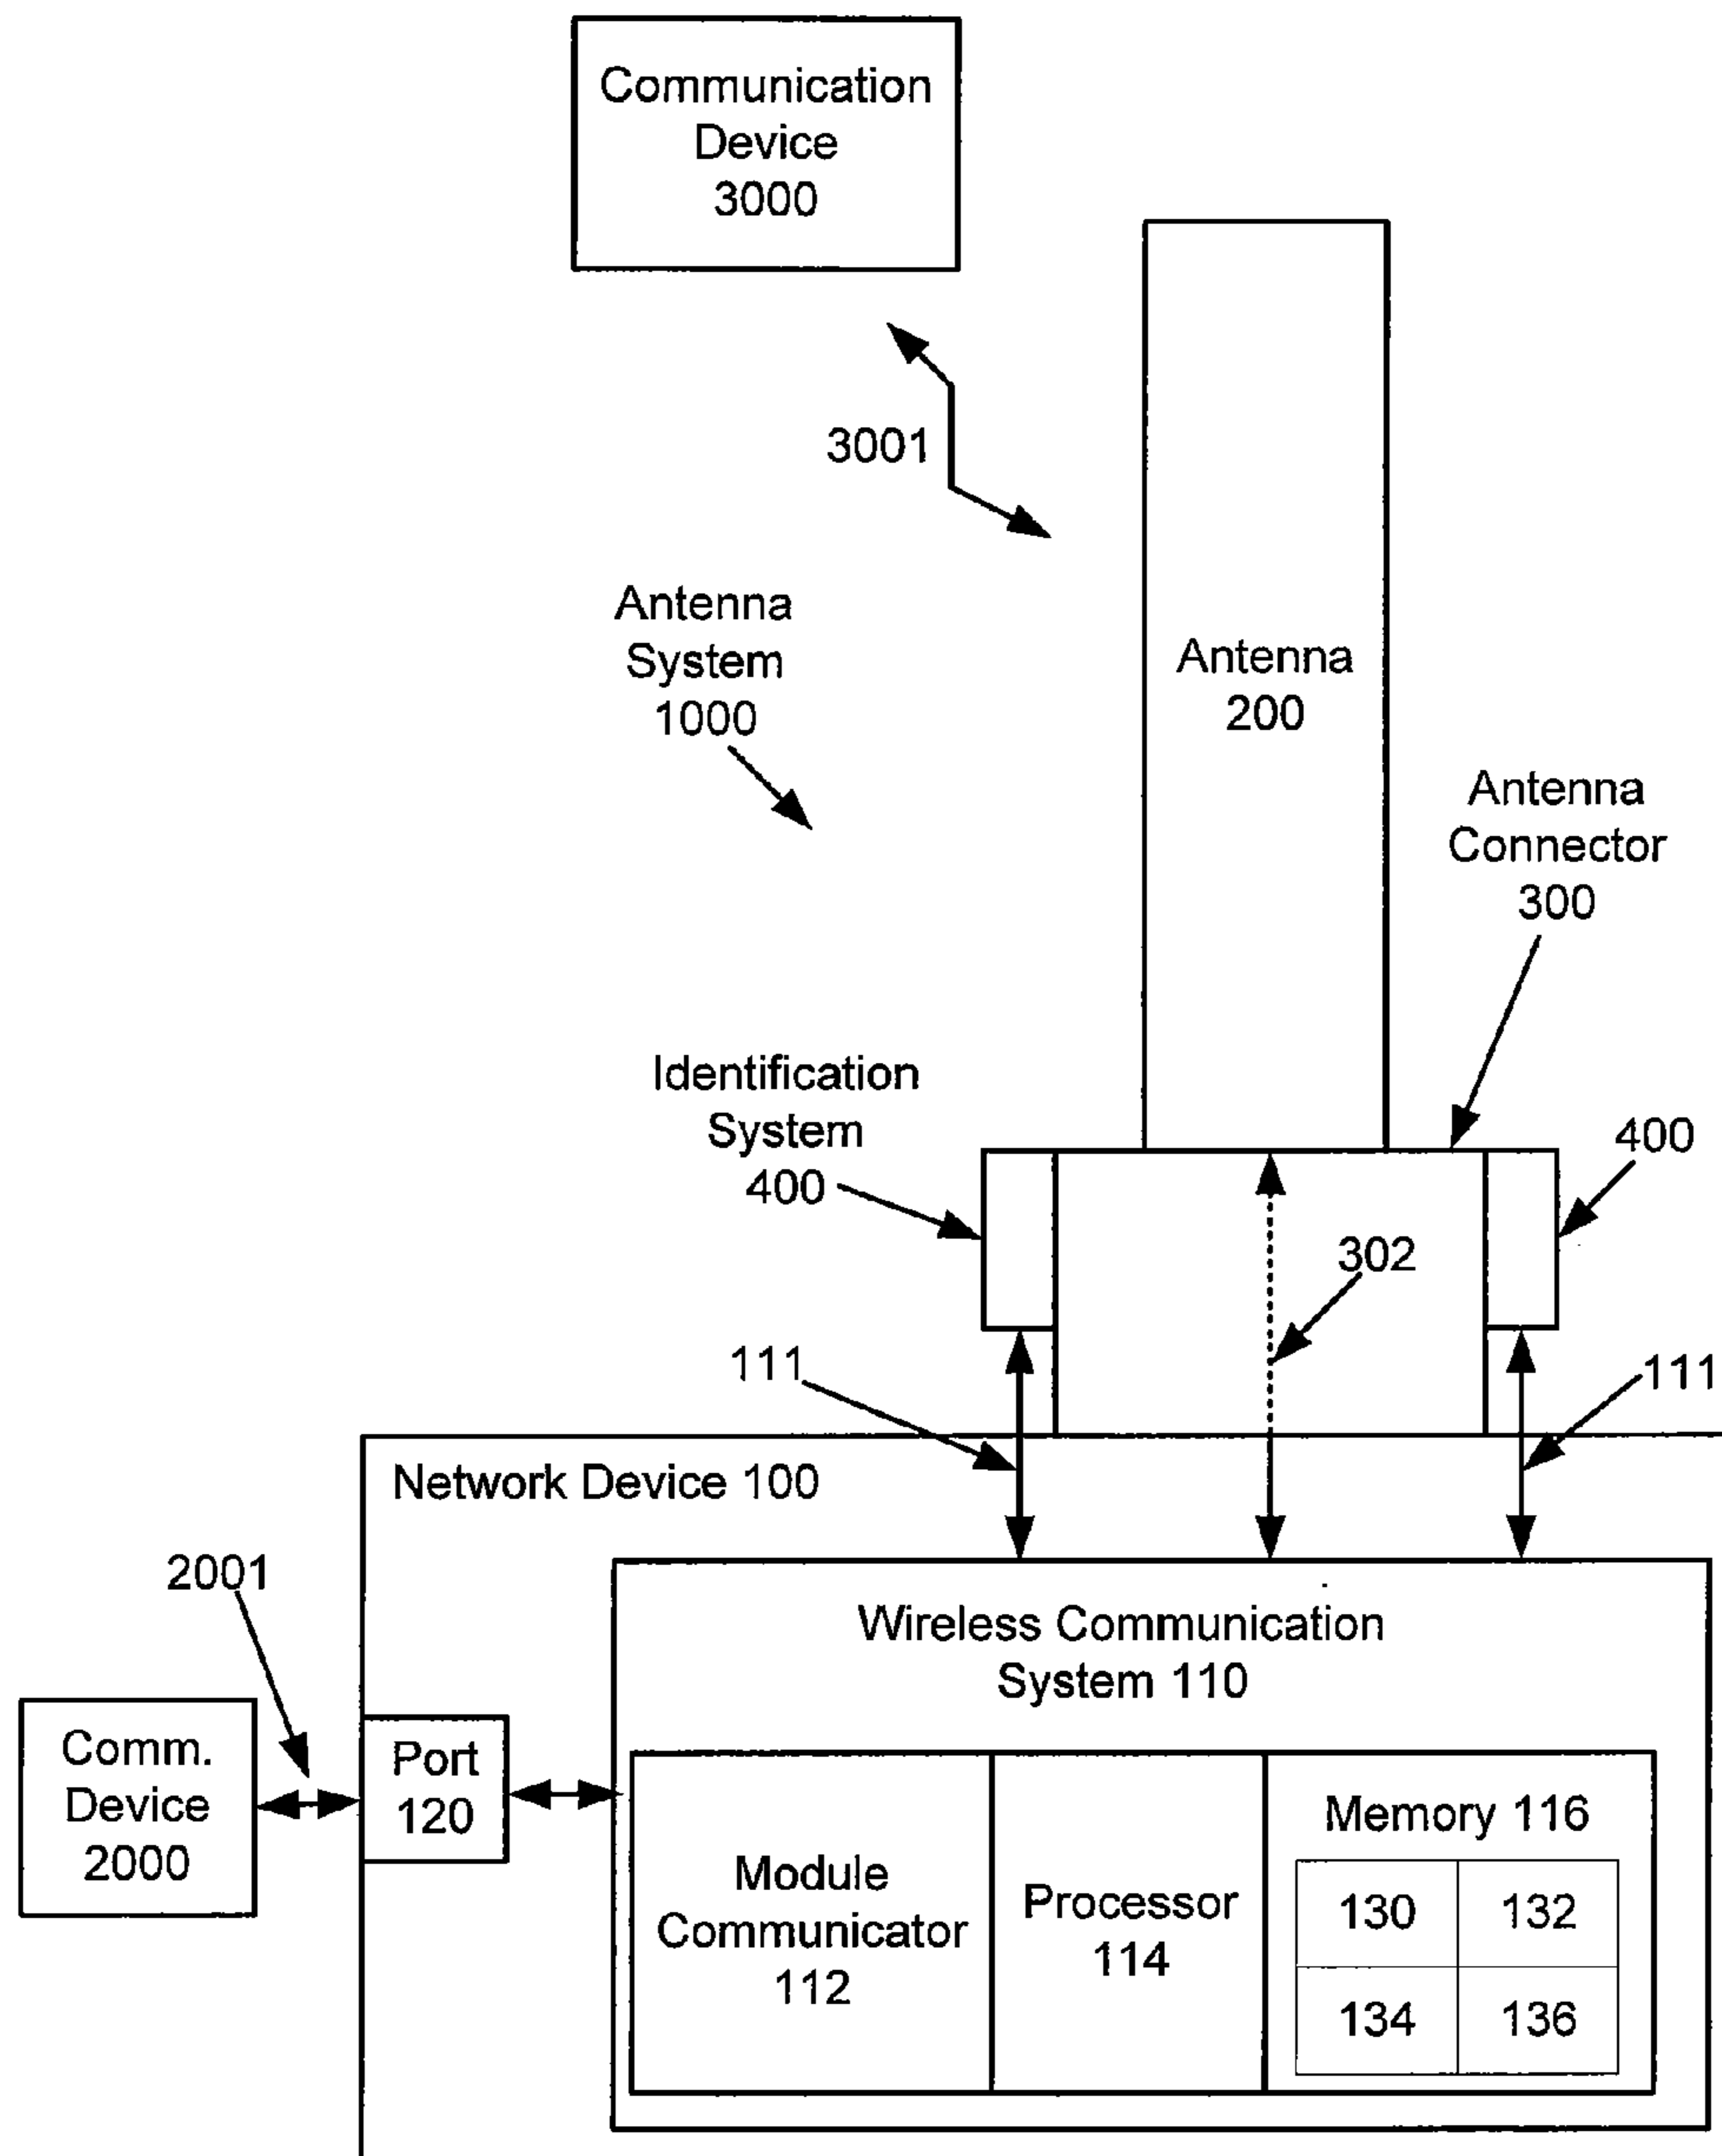 Communication
Device
3000
3001
Antenna
System
1000
Antenna
200
Antenna
Connector
300
Identification
System
400
400
302
111
111
Network Device 100
2001
Wireless Communication
System 110
Comm.
Device
2000
Port
120
Module
Communicator
112
Processor
114
Memory 116
130
132
134
136